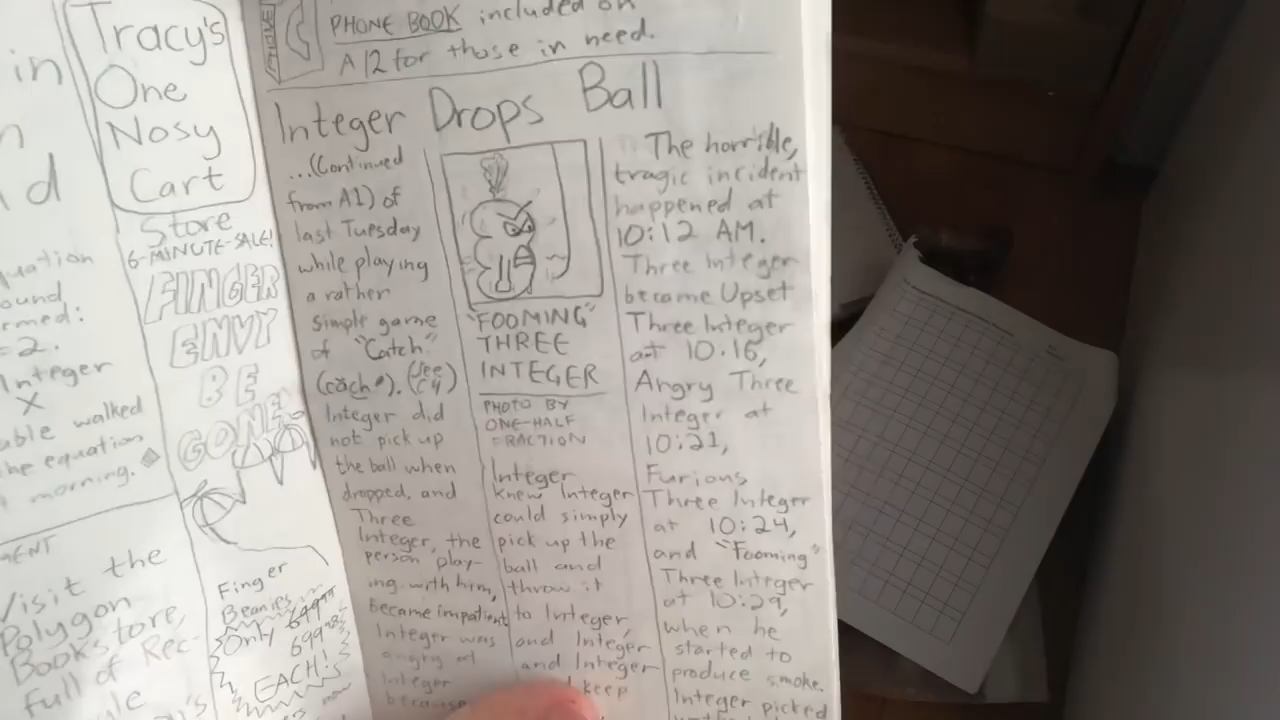 in
n
d
quation
ound
rmed:
=2.
Integer
X
able walked
he equation
morning.
MENT
Visit the
Polygon
Bookstore,
full of Rec-
Tracy's
One
Nosy
Cart
Store
6-MINUTE-SALE!
FINGER
ENVY
BE
GONE
Finger
Beanies
Only
EACH!
PHONE BOOK included on
A12 for those in need.
Integer Drops Ball
...(Continued
from A1) of
last Tuesday
while playing
a rather
simple game
of "Catch"
(see C4)
Integer did
not pick up
the ball when
dropped, and
Three
Integer, the
person play-
ing with him,
became impatient
Integer was
angry at
Integer
because
"FOOMING"
THREE
INTEGER
PHOTO BY
ONE-HALF
FRACTION
Integer
knew Integer
could simply
pick up the
ball and
throw it
to Integer,
and Integer
and Integer
keep
The horrible,
tragic incident
happened at
10:12 AM.
Three Integer
became Upset
Three Integer
at 10:16,
Angry Three
Integer at
10:21,
Furious
Three Integer
at 10:24,
and "Fooming"
Three Integer
at 10:29,
when he
started to
produce smoke.
Integer picked